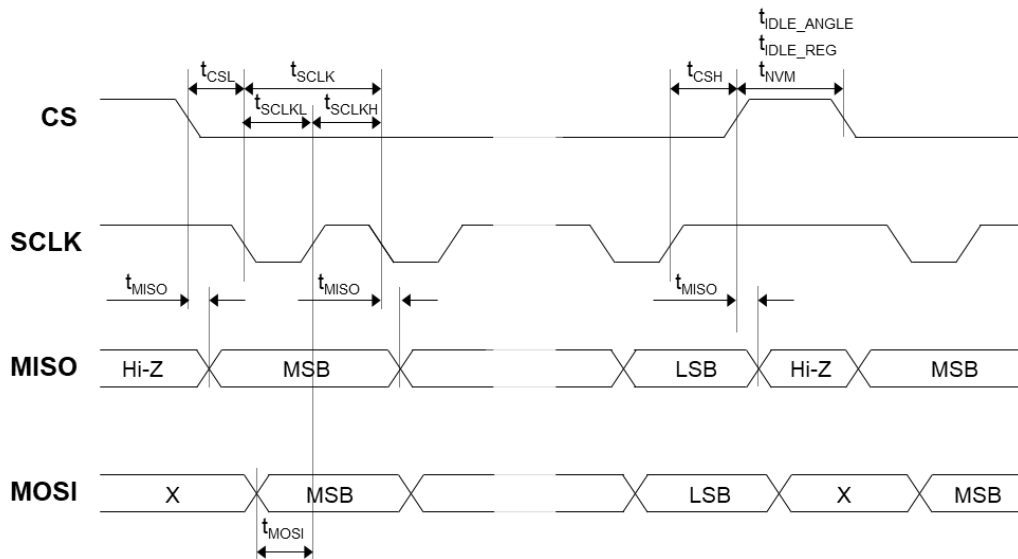 tIDLE_ANGLE
tIDLE_REG
tCSL tSCLK tCSH tNVM
tSCLKL tSCLKH
CS
SCLK
tMISO tMISO tMISO
MISO Hi-Z MSB LSB Hi-Z MSB
MOSI X MSB LSB X MSB
tMOSI